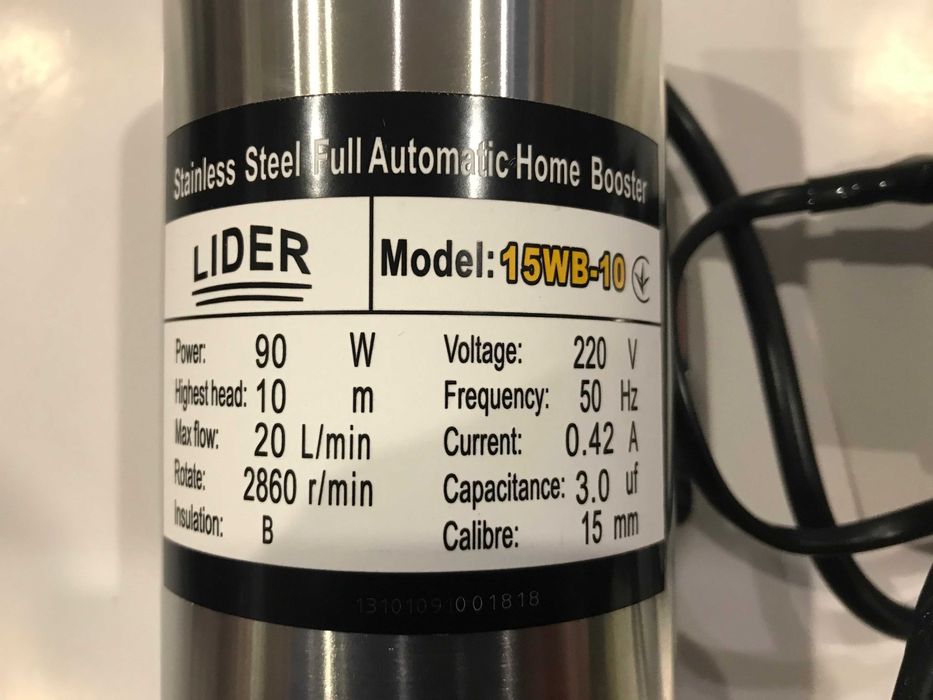 Stainless Steel Full Automatic Home Booster
LIDER
Model: 15WB-10
Power: 90 W
Highest head: 10 m
Max flow: 20 L/min
Rotate: 2860 r/min
Insulation: B
Voltage: 220 V
Frequency: 50 Hz
Current: 0.42 A
Capacitance: 3.0 uf
Calibre: 15 mm
131010910001818